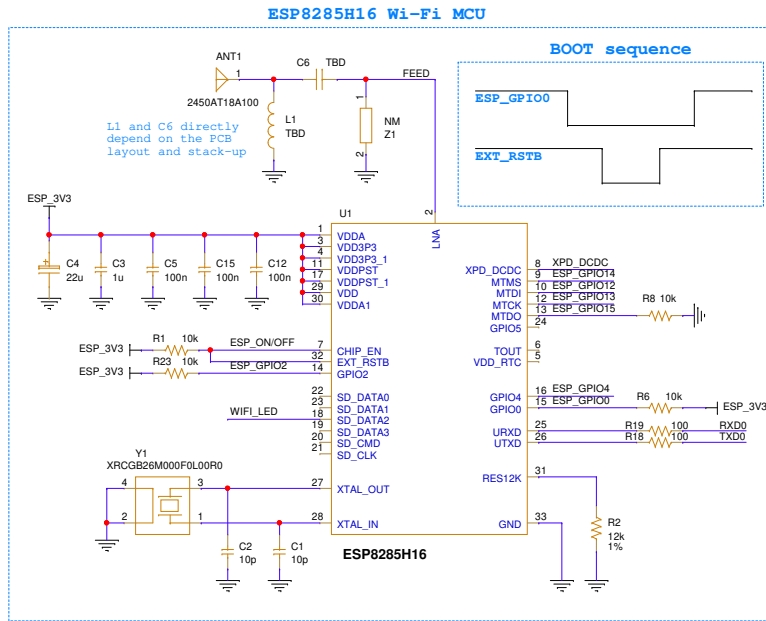 ESP8285H16 Wi-Fi MCU
BOOT sequence
ESP_GPIO0
EXT_RSTB
ANT1
1
2450AT18A100
C6 TBD
FEED
L1
TBD
1
NM
Z1
2
L1 and C6 directly
depend on the PCB
layout and stack-up
ESP_3V3
C4
22u
C3
1u
C5
100n
C15
100n
C12
100n
U1
2
LNA
1 VDDA
3 VDD3P3
4 VDD3P3_1
11 VDDPST
17 VDDPST_1
29 VDD
30 VDDA1
XPD_DCDC 8 XPD_DCDC
MTMS 9 ESP_GPIO14
MTDI 10 ESP_GPIO12
MTCK 12 ESP_GPIO13
MTDO 13 ESP_GPIO15
R8 10k
GPIO5 24
ESP_3V3 R1 10k ESP_ON/OFF 7 CHIP_EN
32 EXT_RSTB
ESP_3V3 R23 10k ESP_GPIO2 14 GPIO2
TOUT 6
VDD_RTC 5
22 SD_DATA0
23 SD_DATA1
WIFI_LED 18 SD_DATA2
19 SD_DATA3
20 SD_CMD
21 SD_CLK
GPIO4 16 ESP_GPIO4
GPIO0 15 ESP_GPIO0 R6 10k ESP_3V3
URXD 25 R19 100 RXD0
UTXD 26 R18 100 TXD0
Y1
XRCGB26M000F0L00R0
4 3
2 1
27 XTAL_OUT
28 XTAL_IN
RES12K 31
GND 33
R2
12k
1%
C2
10p
C1
10p
ESP8285H16